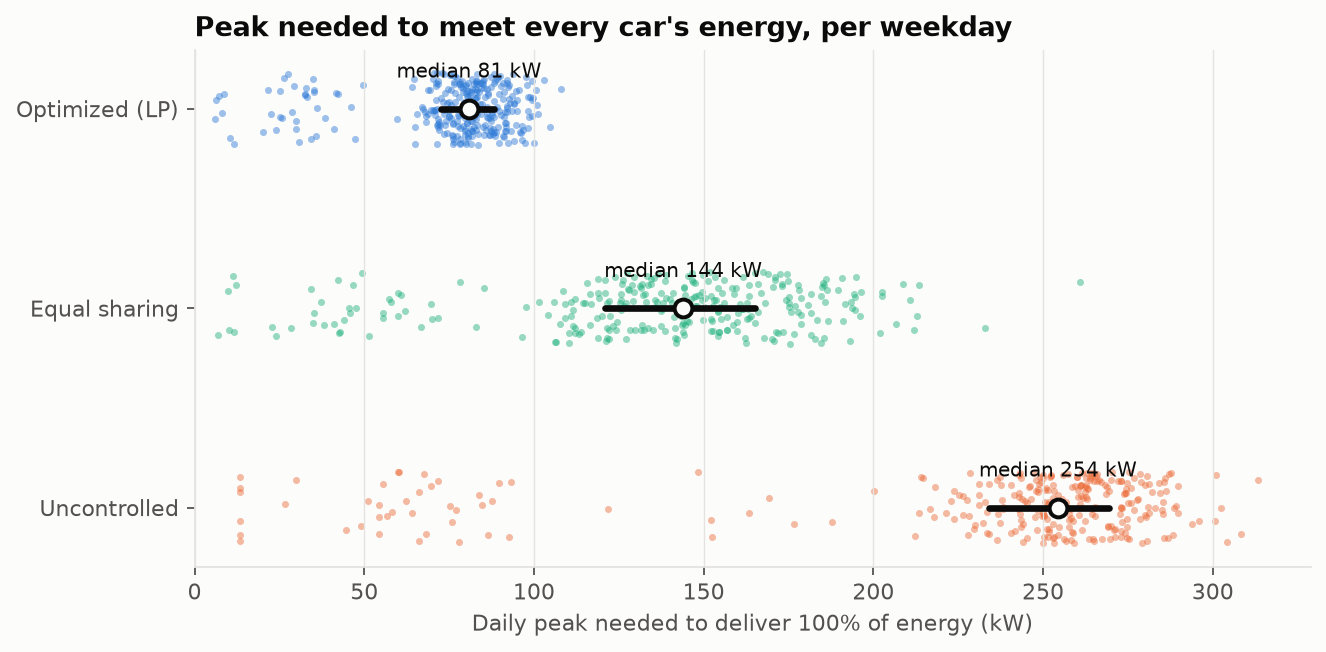 Peak needed to meet every car's energy, per weekday
median 81 kW
Optimized (LP)
median 144 kW
Equal sharing
median 254 kW
Uncontrolled
0 50 100 150 200 250 300
Daily peak needed to deliver 100% of energy (kW)